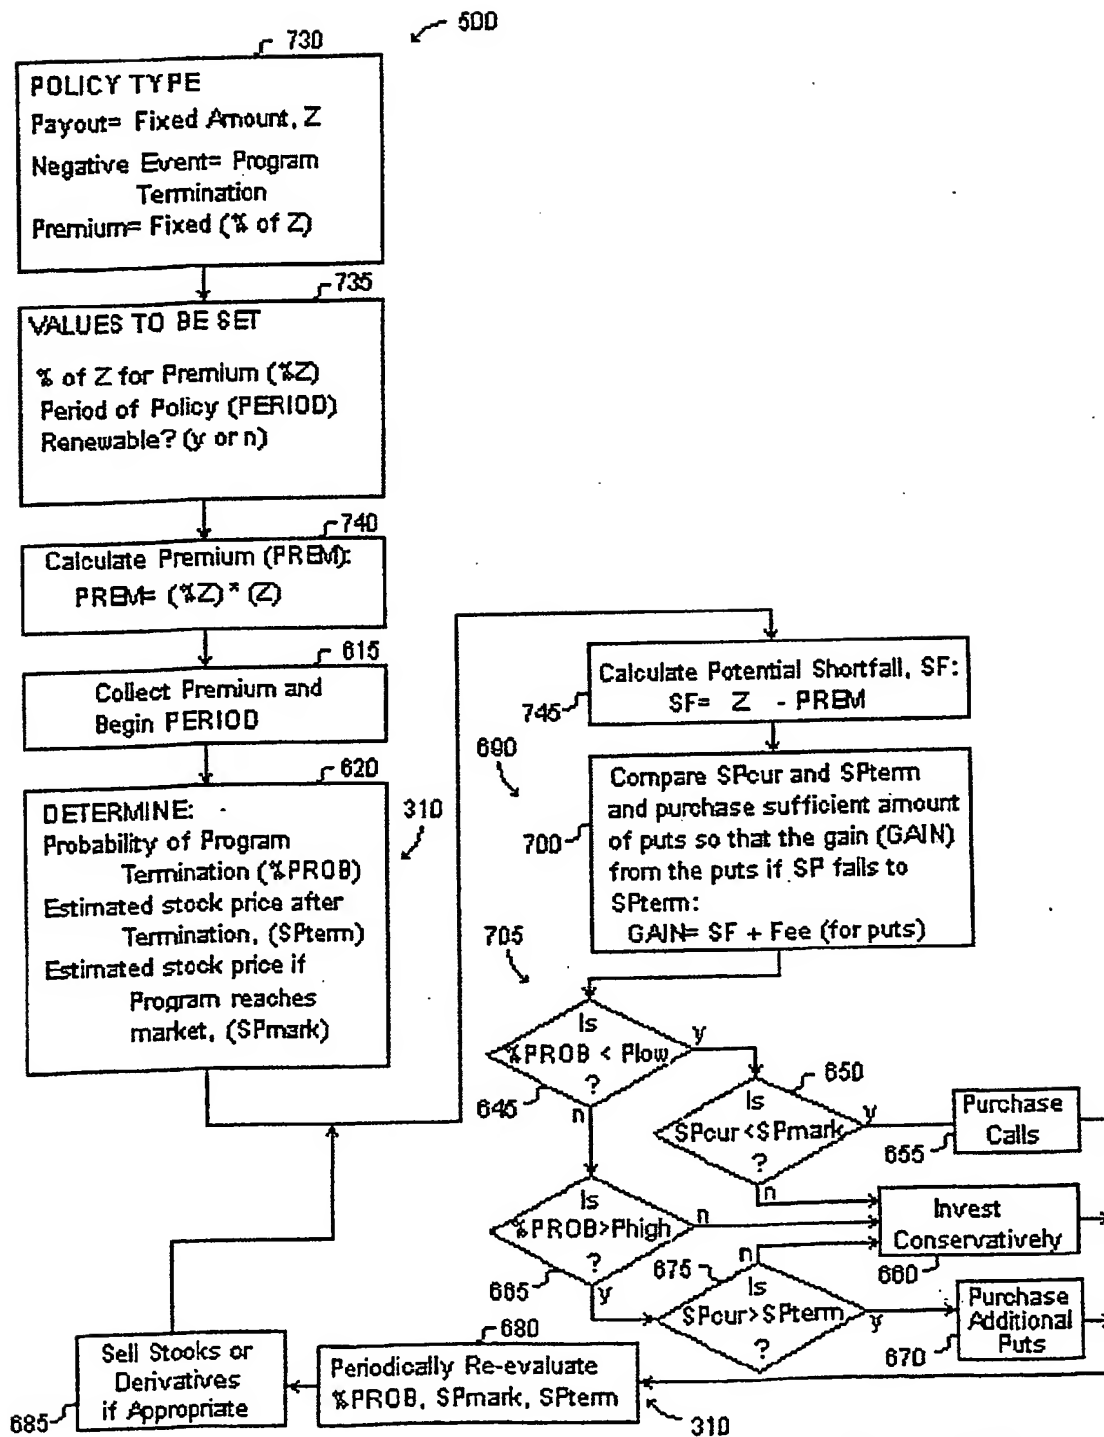 500
730
POLICY TYPE
Payout= Fixed Amount, Z
Negative Event= Program
Termination
Premium= Fixed (% of Z)
735
VALUES TO BE SET
% of Z for Premium (%Z)
Period of Policy (PERIOD)
Renewable? (y or n)
740
Calculate Premium (PREM):
PREM= (%Z)*(Z)
615
Collect Premium and
Begin PERIOD
620
DETERMINE:
Probability of Program
Termination (%PROB)
Estimated stock price after
Termination, (SPterm)
Estimated stock price if
Program reaches
market, (SPmark)
310
Calculate Potential Shortfall, SF:
SF= Z - PREM
745
690
Compare SPcur and SPterm
and purchase sufficient amount
of puts so that the gain (GAIN)
from the puts if SP falls to
SPterm:
GAIN= SF + Fee (for puts)
700
705
Is
%PROB < Plow
?
y
n
645
650
Is
SPcur<SPmark
?
y
n
Purchase
Calls
655
Is
%PROB>Phigh
?
n
y
665
Invest
Conservatively
660
675
n
Is
SPcur>SPterm
?
y
Purchase
Additional
Puts
670
680
Periodically Re-evaluate
%PROB, SPmark, SPterm
310
Sell Stocks or
Derivatives
if Appropriate
685